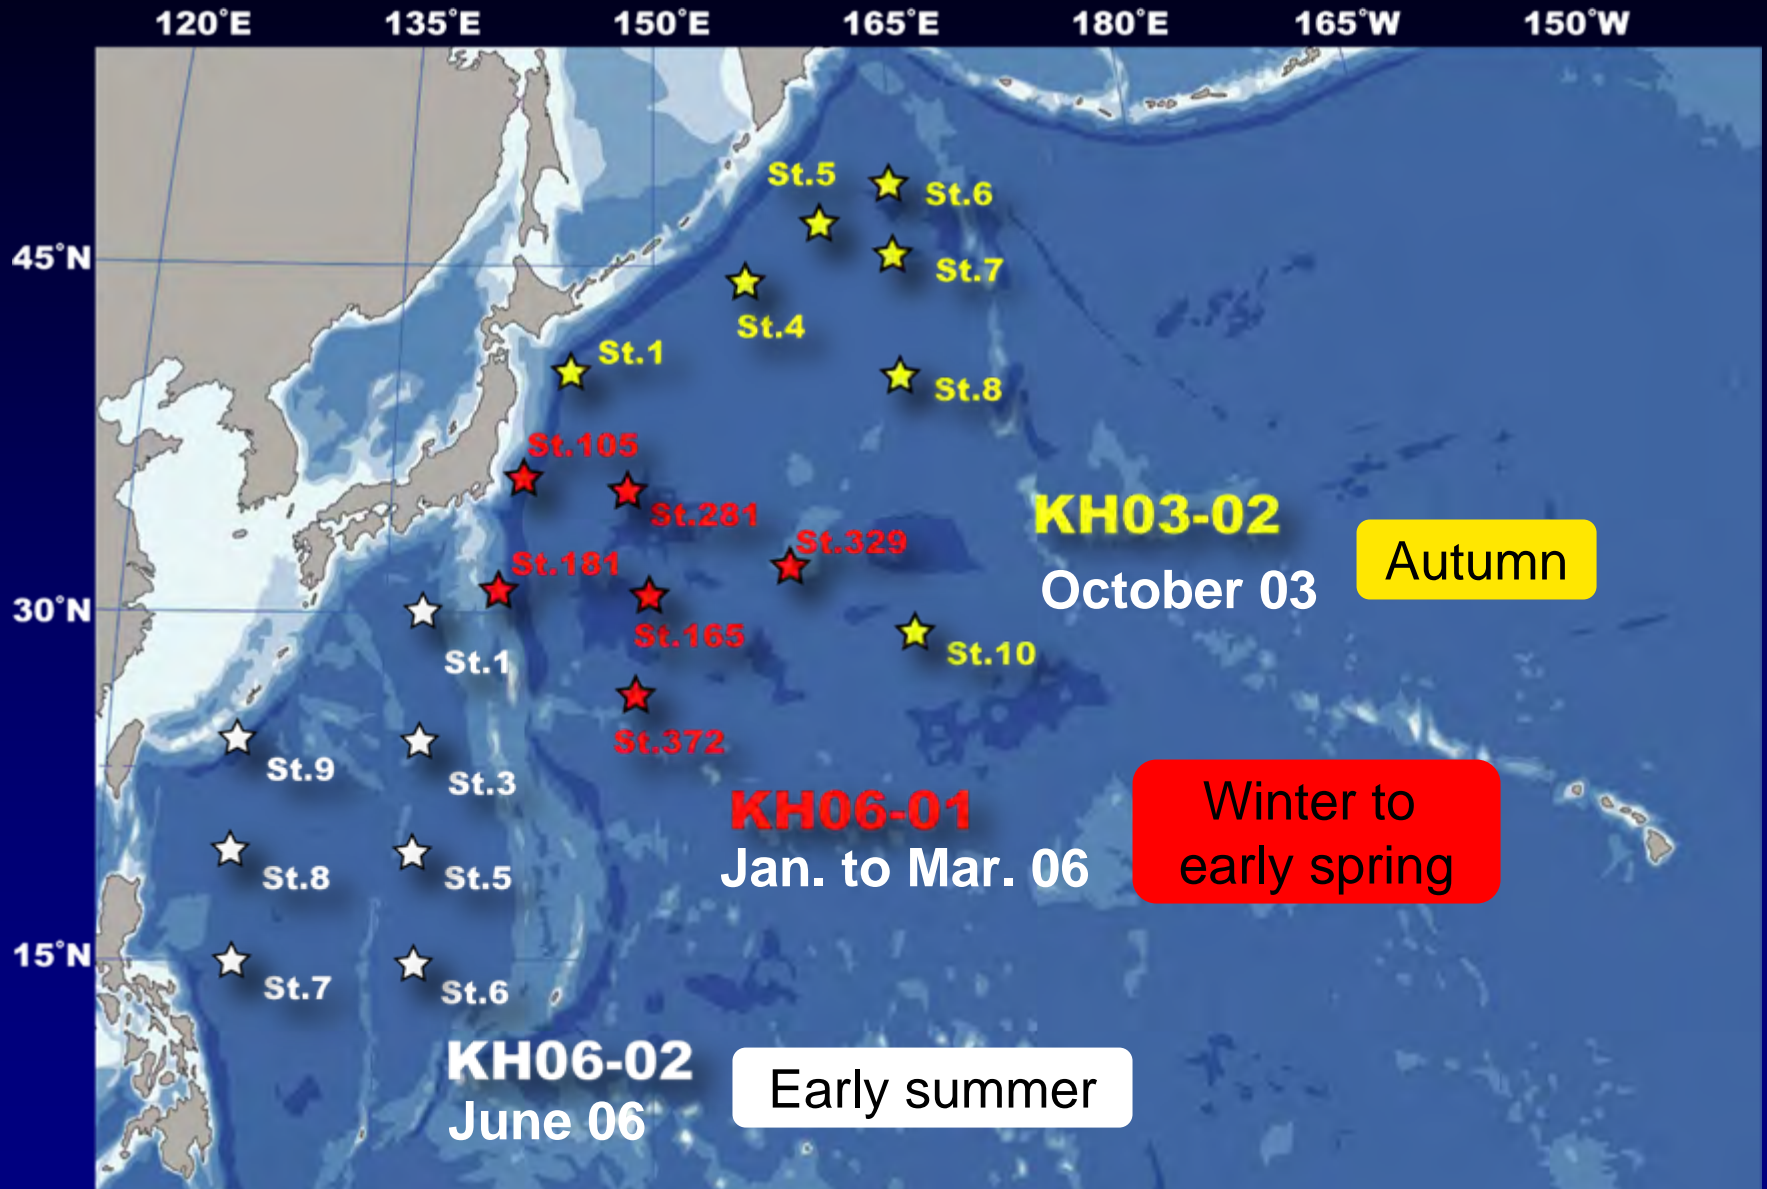 120°E 135°E 150°E 165°E 180°E 165°W 150°W
St.5
St.6
45°N
St.7
St.4
St.1
St.8
St.105
St.281
KH03-02
St.329
Autumn
St.181
October 03
30°N
St.165
St.1
St.10
St.372
St.9
St.3
KH06-01
Winter to
early spring
Jan. to Mar. 06
St.8
St.5
15°N
St.7
St.6
KH06-02
Early summer
June 06